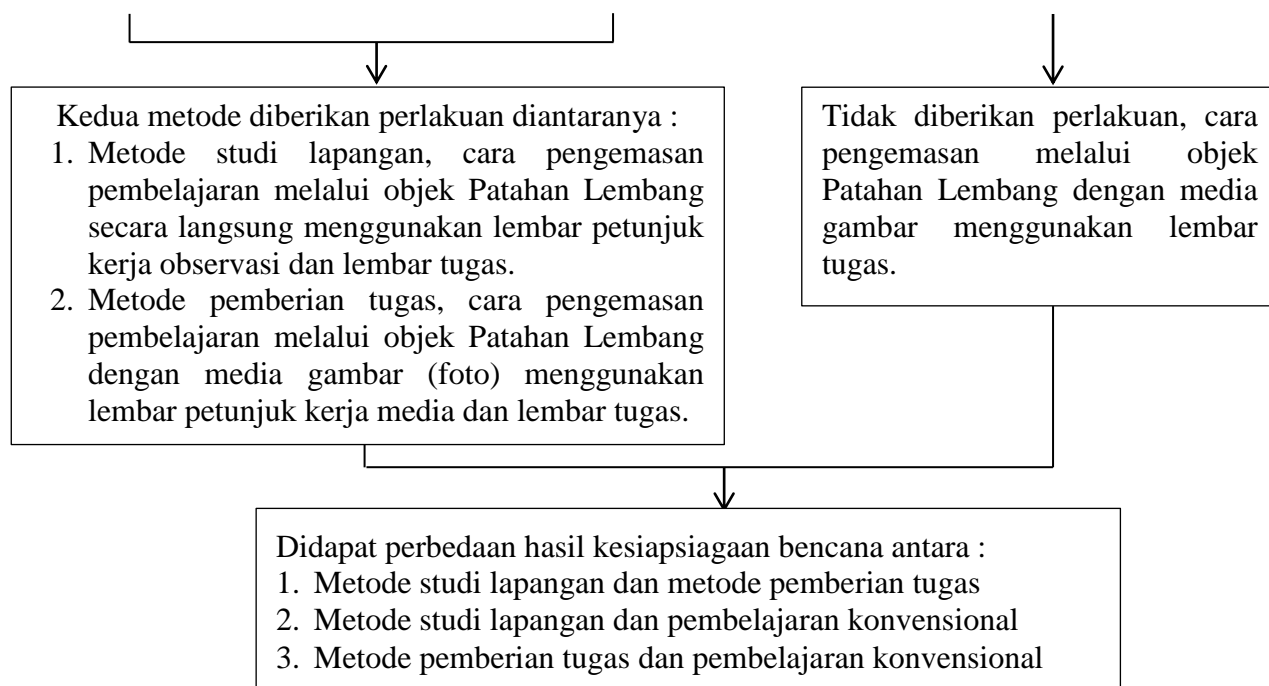 Kedua metode diberikan perlakuan diantaranya :
1. Metode studi lapangan, cara pengemasan
pembelajaran melalui objek Patahan Lembang
secara langsung menggunakan lembar petunjuk
kerja observasi dan lembar tugas.
2. Metode pemberian tugas, cara pengemasan
pembelajaran melalui objek Patahan Lembang
dengan media gambar (foto) menggunakan
lembar petunjuk kerja media dan lembar tugas.
Tidak diberikan perlakuan, cara
pengemasan melalui objek
Patahan Lembang dengan media
gambar menggunakan lembar
tugas.
Didapat perbedaan hasil kesiapsiagaan bencana antara :
1. Metode studi lapangan dan metode pemberian tugas
2. Metode studi lapangan dan pembelajaran konvensional
3. Metode pemberian tugas dan pembelajaran konvensional